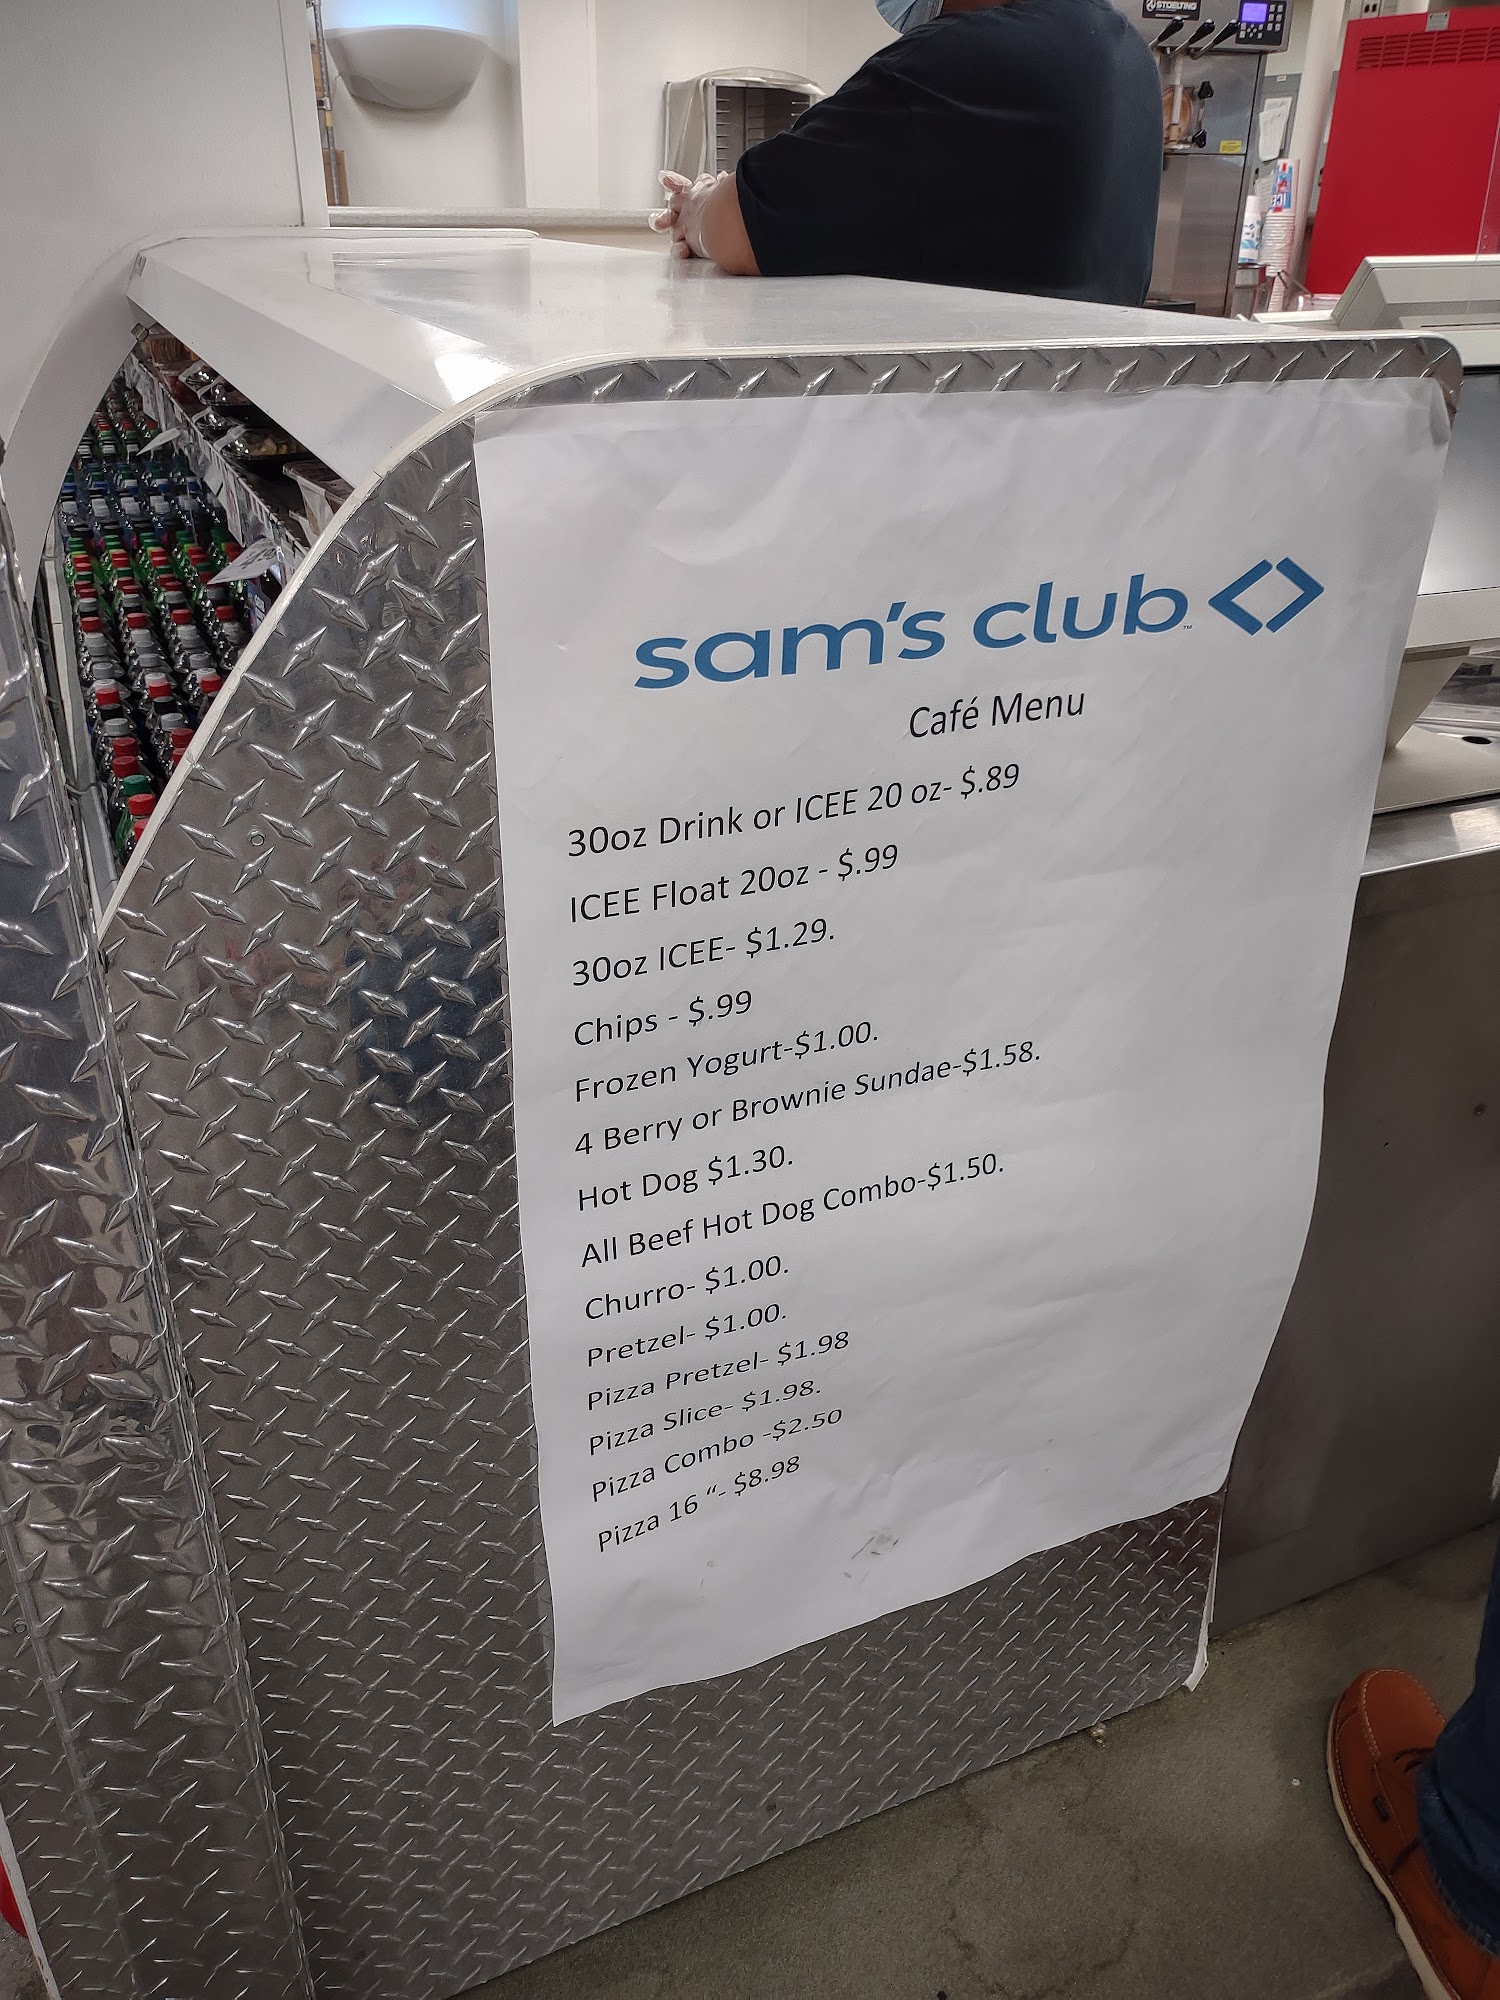 STOELTING
ICEE
sam's club™
Café Menu
30oz Drink or ICEE 20 oz- $.89
ICEE Float 20oz - $.99
30oz ICEE- $1.29.
Chips - $.99
Frozen Yogurt-$1.00.
4 Berry or Brownie Sundae-$1.58.
Hot Dog $1.30.
All Beef Hot Dog Combo-$1.50.
Churro- $1.00.
Pretzel- $1.00.
Pizza Pretzel- $1.98
Pizza Slice- $1.98.
Pizza Combo -$2.50
Pizza 16 “- $8.98